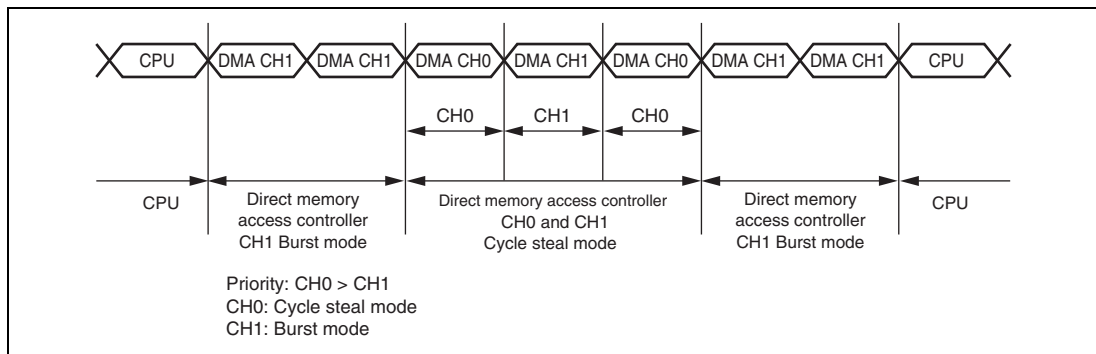 CPU DMA CH1 DMA CH1 DMA CH0 DMA CH1 DMA CH0 DMA CH1 DMA CH1 CPU
CH0 CH1 CH0
CPU
Direct memory
access controller
CH1 Burst mode
Direct memory access controller
CH0 and CH1
Cycle steal mode
Direct memory
access controller
CH1 Burst mode
CPU
Priority: CH0 > CH1
CH0: Cycle steal mode
CH1: Burst mode